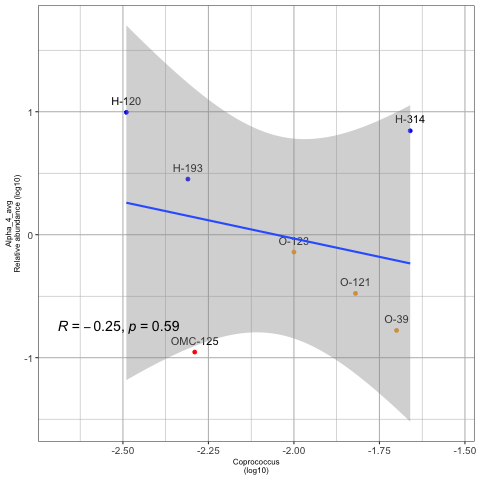 H-120
H-314
1
H-193
O-123
0
O-121
O-39
R = −0.25, p = 0.59
OMC-125
-1
-2.50 -2.25 -2.00 -1.75 -1.50
Coprococcus
(log10)
Alpha_4_avg
Relative abundance (log10)